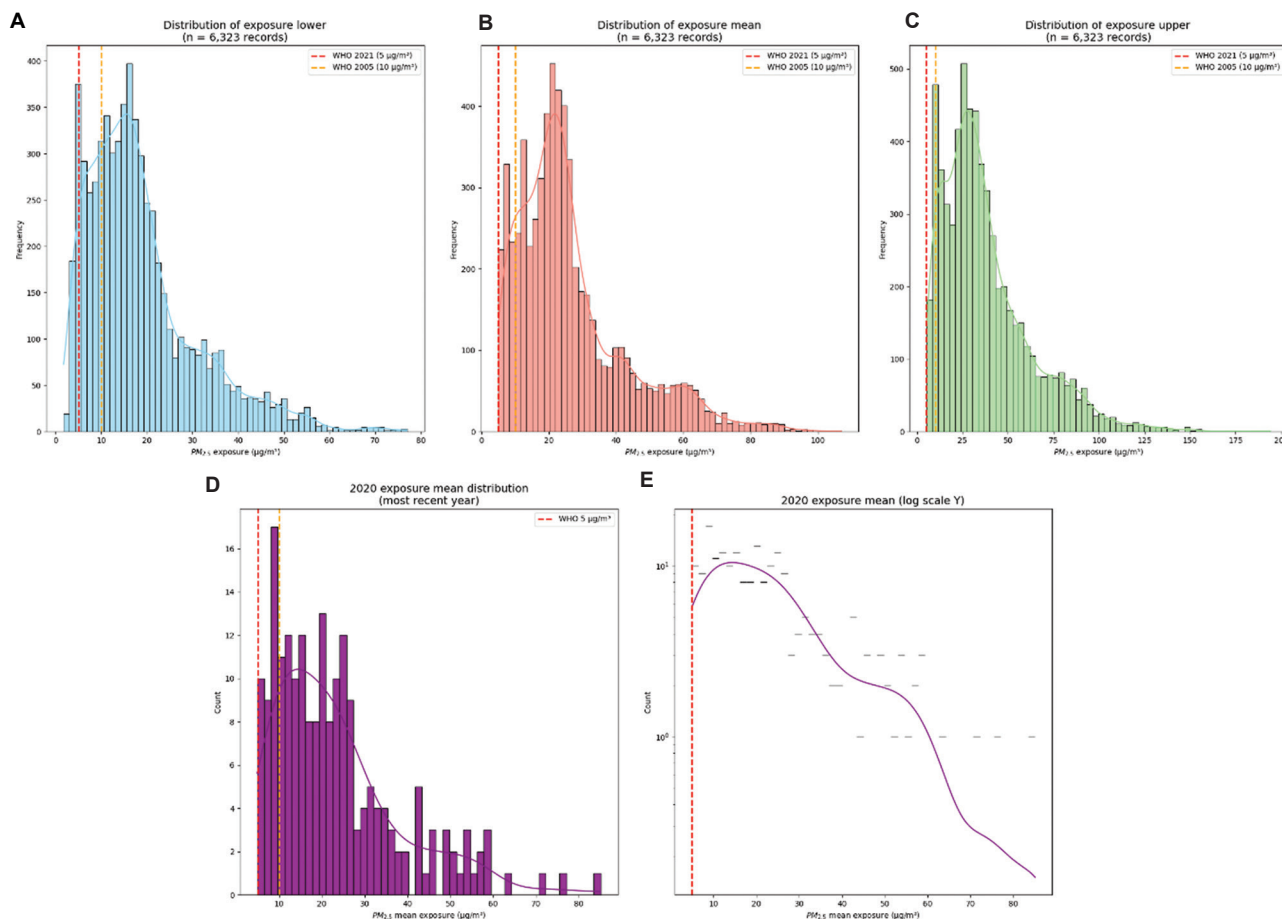 A
Distribution of exposure lower
(n = 6,323 records)
WHO 2021 (5 µg/m³)
WHO 2005 (10 µg/m³)
400
350
300
250
200
150
100
50
0
Frequency
0 10 20 30 40 50 60 70 80
PM2.5 exposure (µg/m³)
B
Distribution of exposure mean
(n = 6,323 records)
WHO 2021 (5 µg/m³)
WHO 2005 (10 µg/m³)
400
300
200
100
0
Frequency
0 20 40 60 80 100
PM2.5 exposure (µg/m³)
C
Distribution of exposure upper
(n = 6,323 records)
WHO 2021 (5 µg/m³)
WHO 2005 (10 µg/m³)
500
400
300
200
100
0
Frequency
0 25 50 75 100 125 150 175 200
PM2.5 exposure (µg/m³)
D
2020 exposure mean distribution
(most recent year)
WHO 5 µg/m³
16
14
12
10
8
6
4
2
0
Count
10 20 30 40 50 60 70 80
PM2.5 mean exposure (µg/m³)
E
2020 exposure mean (log scale Y)
10¹
10⁰
Count
10 20 30 40 50 60 70 80
PM2.5 mean exposure (µg/m³)